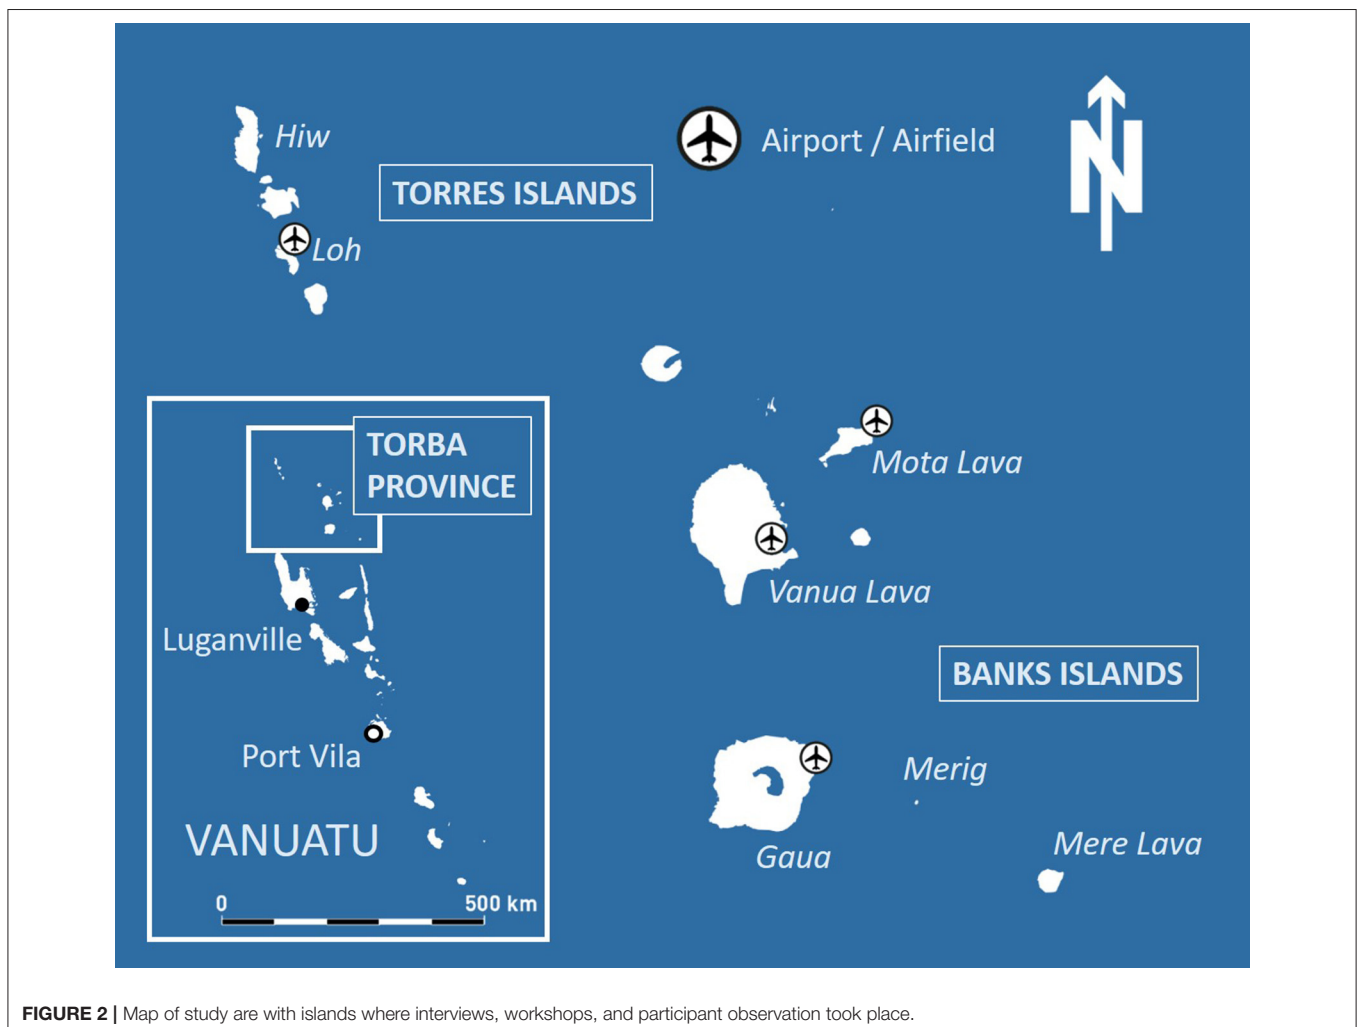 Hiw
TORRES ISLANDS
Loh
Airport / Airfield
N
Mota Lava
Vanua Lava
BANKS ISLANDS
Merig
Gaua
Mere Lava
TORBA
PROVINCE
Luganville
Port Vila
VANUATU
0 500 km
FIGURE 2 | Map of study are with islands where interviews, workshops, and participant observation took place.